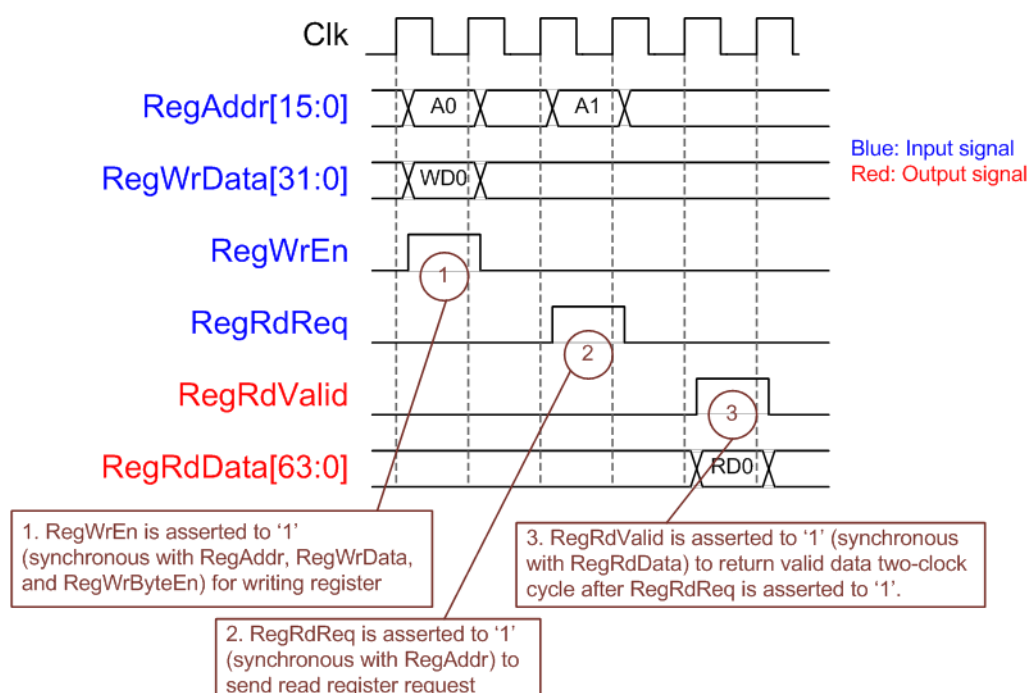 Clk
RegAddr[15:0]
A0
A1
Blue: Input signal
Red: Output signal
RegWrData[31:0]
WD0
RegWrEn
1
RegRdReq
2
RegRdValid
3
RegRdData[63:0]
RD0
1. RegWrEn is asserted to ‘1’
(synchronous with RegAddr, RegWrData,
and RegWrByteEn) for writing register
3. RegRdValid is asserted to ‘1’ (synchronous
with RegRdData) to return valid data two-clock
cycle after RegRdReq is asserted to ‘1’.
2. RegRdReq is asserted to ‘1’
(synchronous with RegAddr) to
send read register request